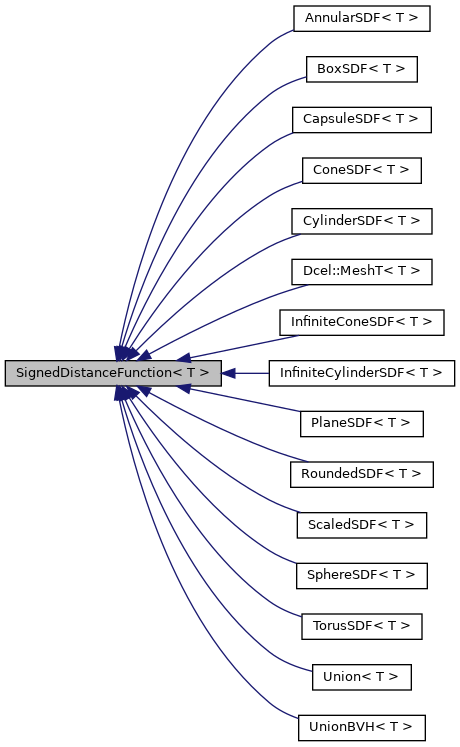 AnnularSDF< T >
BoxSDF< T >
CapsuleSDF< T >
ConeSDF< T >
CylinderSDF< T >
Dcel::MeshT< T >
InfiniteConeSDF< T >
SignedDistanceFunction< T >
InfiniteCylinderSDF< T >
PlaneSDF< T >
RoundedSDF< T >
ScaledSDF< T >
SphereSDF< T >
TorusSDF< T >
Union< T >
UnionBVH< T >